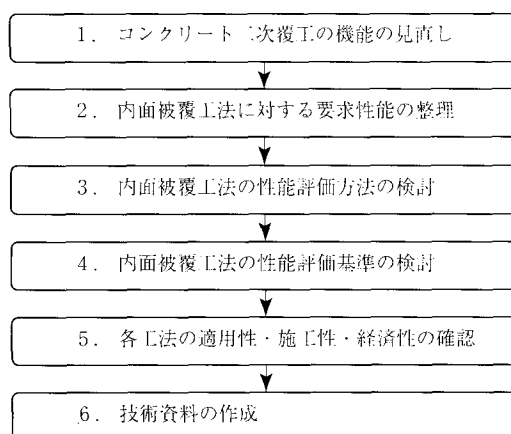 1. コンクリート二次覆工の機能の見直し
2. 内面被覆工法に対する要求性能の整理
3. 内面被覆工法の性能評価方法の検討
4. 内面被覆工法の性能評価基準の検討
5. 各工法の適用性・施工性・経済性の確認
6. 技術資料の作成